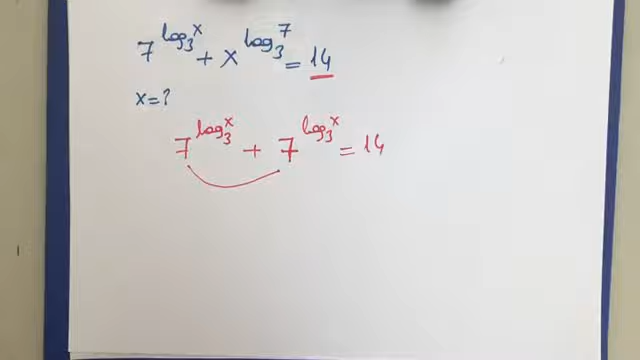 7^{log_3^x} + x^{log_3^7} = 14
x = ?
7^{log_3^x} + 7^{log_3^x} = 14